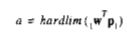 a = hardlim(₁wᵀp₁)